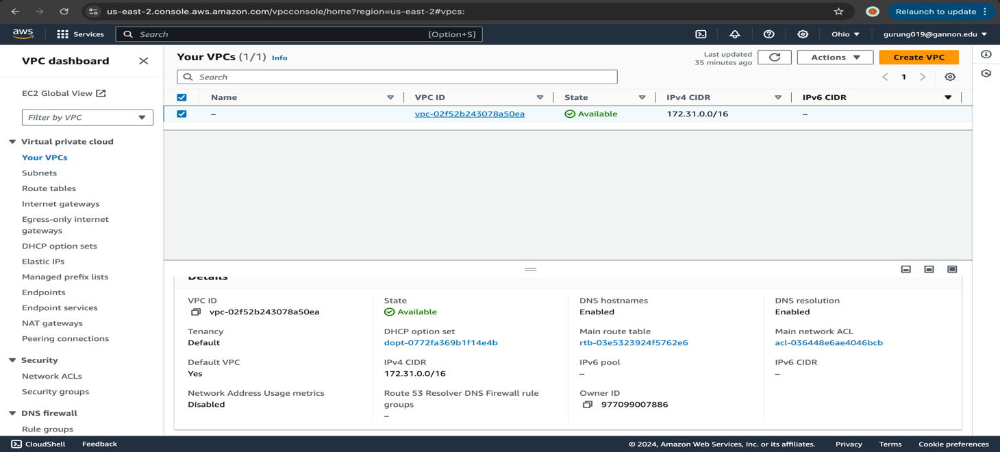 us-east-2.console.aws.amazon.com/vpcconsole/home?region=us-east-2#vpcs:
Relaunch to update
aws
Services
Search
[Option+S]
Ohio
gurung019@gannon.edu
VPC dashboard
EC2 Global View
Filter by VPC
Virtual private cloud
Your VPCs
Subnets
Route tables
Internet gateways
Egress-only internet
gateways
DHCP option sets
Elastic IPs
Managed prefix lists
Endpoints
Endpoint services
NAT gateways
Peering connections
Security
Network ACLs
Security groups
DNS firewall
Rule groups
Your VPCs (1/1) Info
Last updated
35 minutes ago
Actions
Create VPC
Search
1
Name VPC ID State IPv4 CIDR IPv6 CIDR
– vpc-02f52b243078a50ea Available 172.31.0.0/16 –
Details
VPC ID
vpc-02f52b243078a50ea
State
Available
DNS hostnames
Enabled
DNS resolution
Enabled
Tenancy
Default
DHCP option set
dopt-0772fa369b1f14e4b
Main route table
rtb-03e5323924f5762e6
Main network ACL
acl-036448e6ae4046bcb
Default VPC
Yes
IPv4 CIDR
172.31.0.0/16
IPv6 pool
–
IPv6 CIDR
–
Network Address Usage metrics
Disabled
Route 53 Resolver DNS Firewall rule
groups
–
Owner ID
977099007886
CloudShell
Feedback
© 2024, Amazon Web Services, Inc. or its affiliates.
Privacy
Terms
Cookie preferences